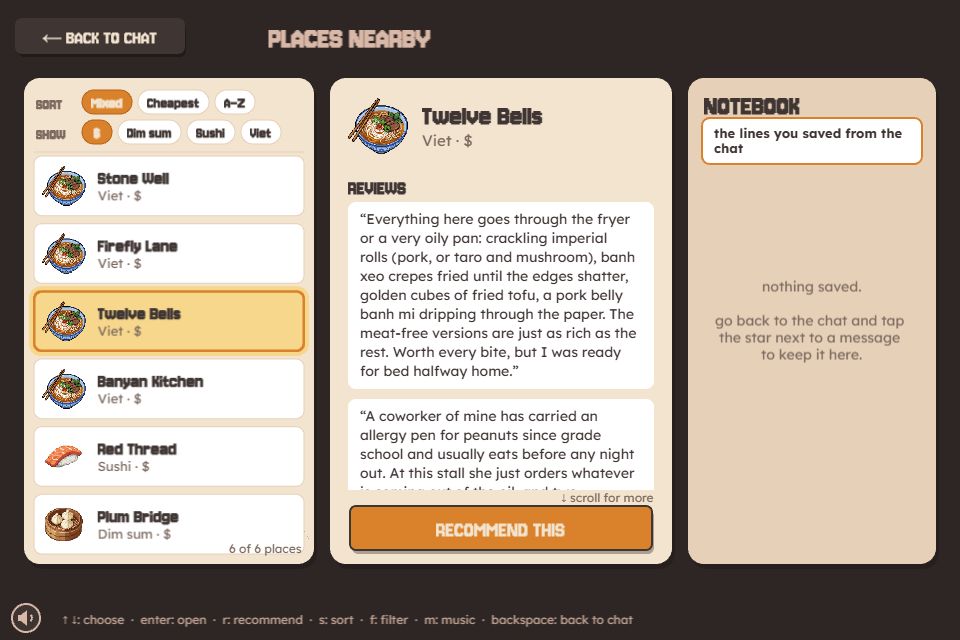 ← BACK TO CHAT
PLACES NEARBY
SORT
Mixed
Cheapest
A-Z
SHOW
$
Dim sum
Sushi
Viet
Stone Well
Viet · $
Firefly Lane
Viet · $
Twelve Bells
Viet · $
Banyan Kitchen
Viet · $
Red Thread
Sushi · $
Plum Bridge
Dim sum · $
6 of 6 places
Twelve Bells
Viet · $
REVIEWS
“Everything here goes through the fryer
or a very oily pan: crackling imperial
rolls (pork, or taro and mushroom), banh
xeo crepes fried until the edges shatter,
golden cubes of fried tofu, a pork belly
banh mi dripping through the paper. The
meat-free versions are just as rich as the
rest. Worth every bite, but I was ready
for bed halfway home.”
“A coworker of mine has carried an
allergy pen for peanuts since grade
school and usually eats before any night
out. At this stall she just orders whatever
↓ scroll for more
RECOMMEND THIS
NOTEBOOK
the lines you saved from the
chat
nothing saved.
go back to the chat and tap
the star next to a message
to keep it here.
↑ ↓: choose · enter: open · r: recommend · s: sort · f: filter · m: music · backspace: back to chat